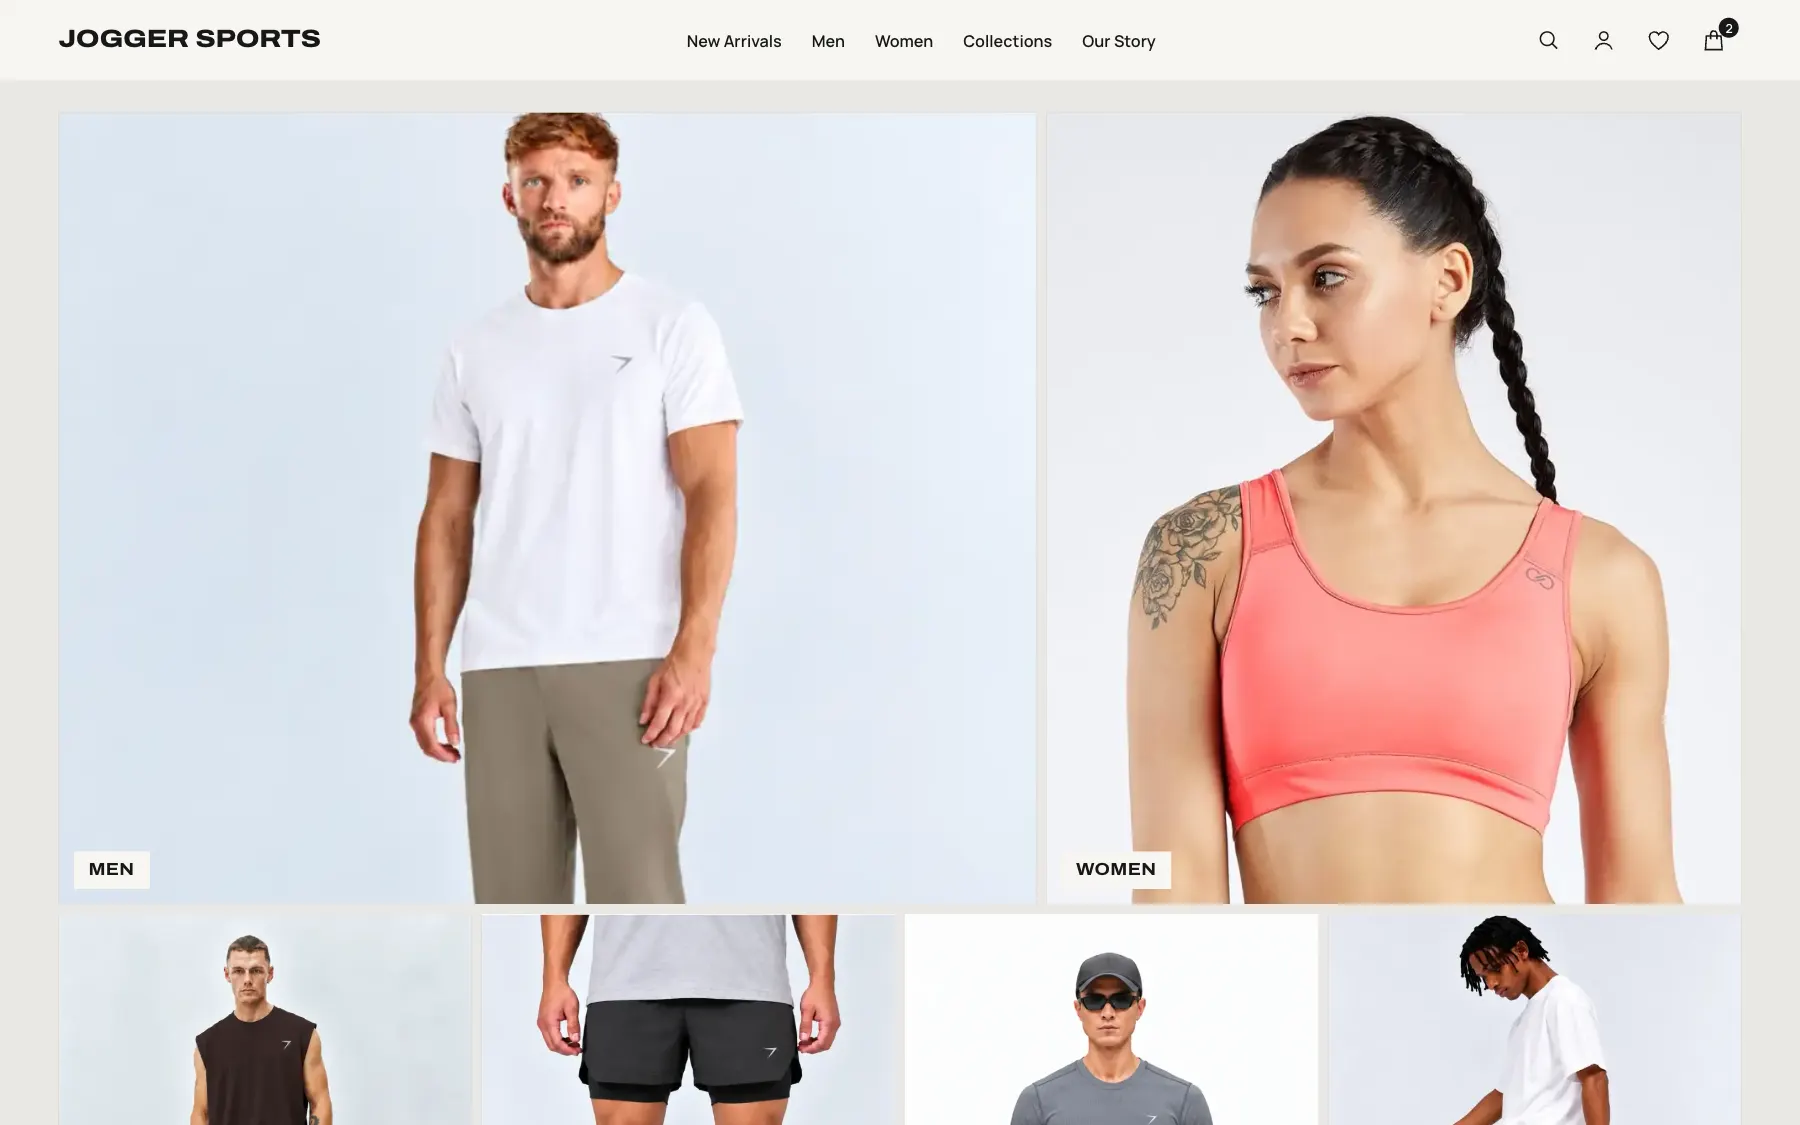 JOGGER SPORTS
New Arrivals
Men
Women
Collections
Our Story
2
MEN
WOMEN